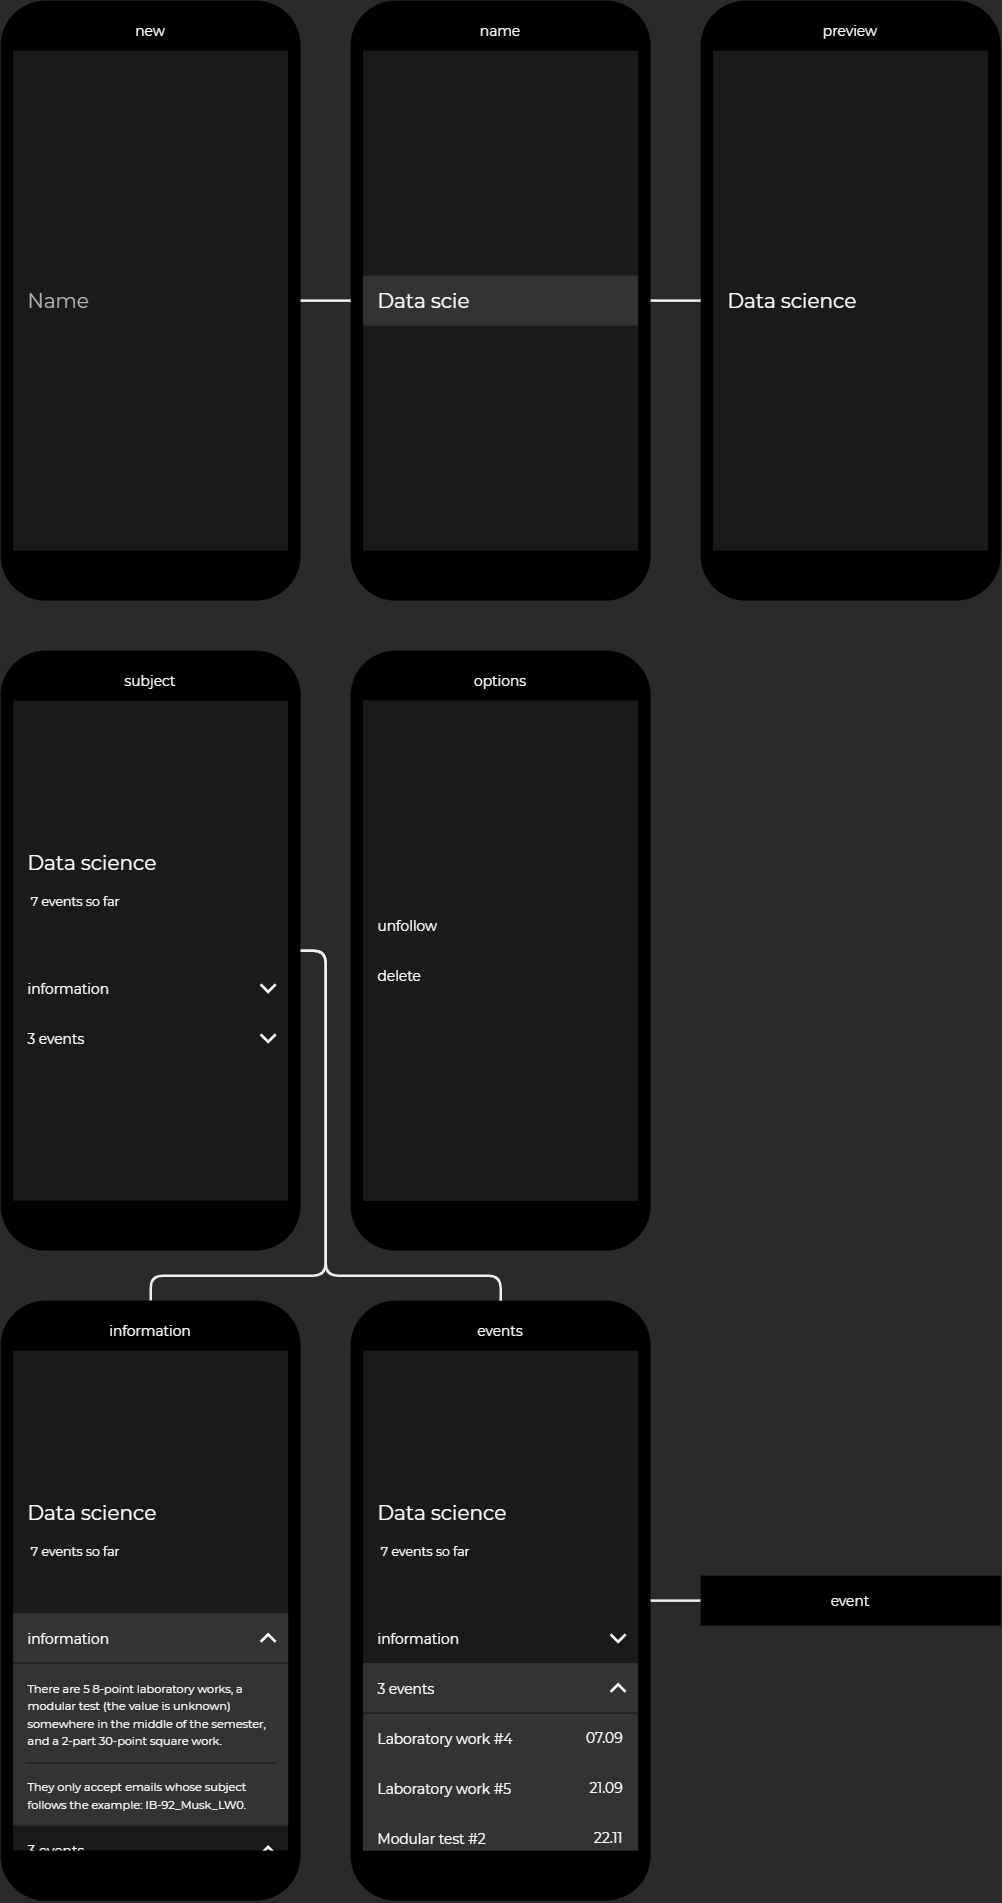 new
name
preview
Name
Data scie
Data science
subject
options
Data science
7 events so far
information
3 events
unfollow
delete
information
events
Data science
7 events so far
information
There are 5 8-point laboratory works, a
modular test (the value is unknown)
somewhere in the middle of the semester,
and a 2-part 30-point square work.
They only accept emails whose subject
follows the example: IB-92_Musk_LW0.
3 events
Data science
7 events so far
information
3 events
Laboratory work #4 07.09
Laboratory work #5 21.09
Modular test #2 22.11
event